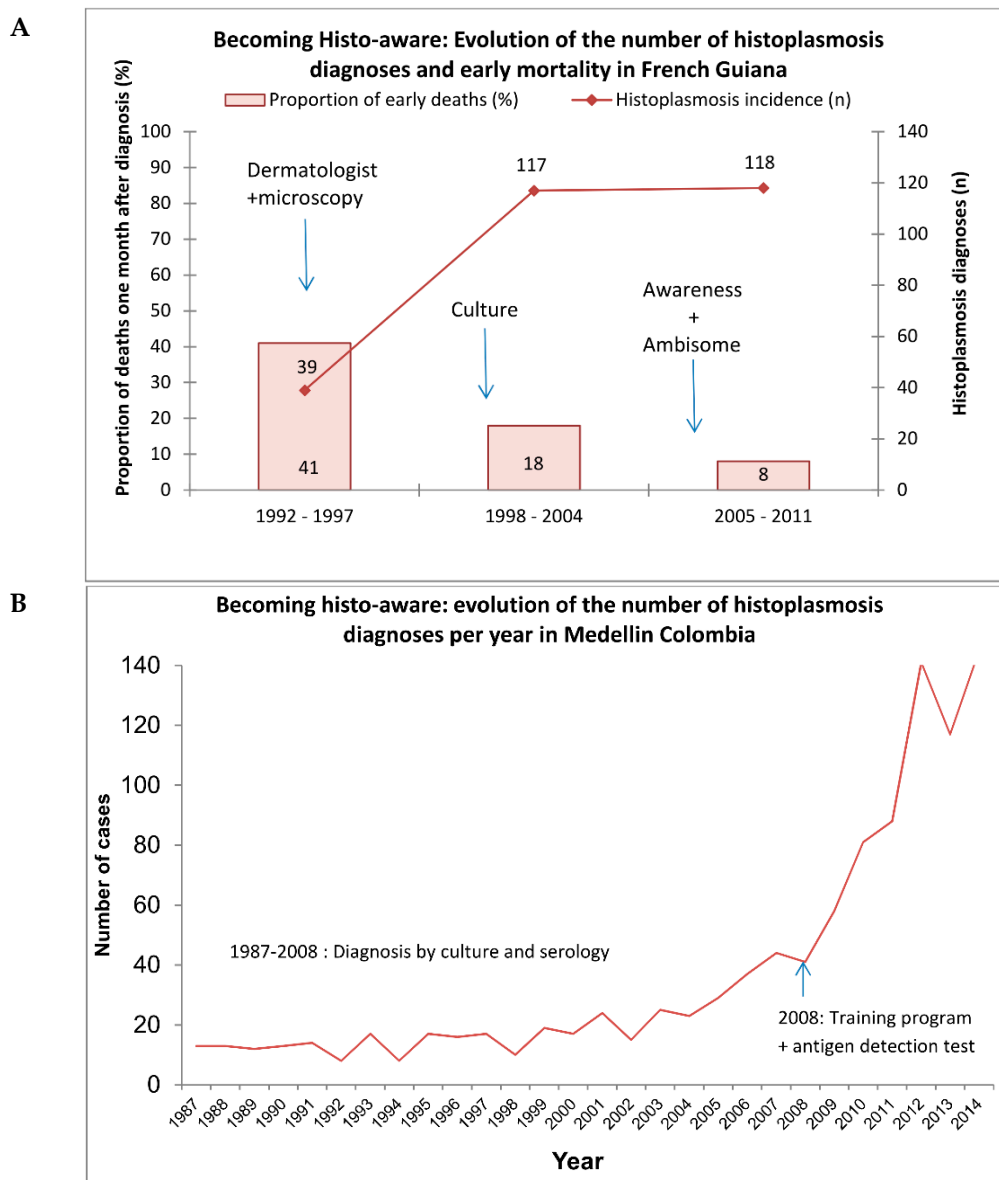 A
Becoming Histo-aware: Evolution of the number of histoplasmosis
diagnoses and early mortality in French Guiana
Proportion of early deaths (%)
Histoplasmosis incidence (n)
Proportion of deaths one month after diagnosis (%)
100
90
80
70
60
50
40
30
20
10
0
Dermatologist
+microscopy
39
41
Culture
117
18
Awareness
+
Ambisome
118
8
140
120
100
80
60
40
20
0
Histoplasmosis diagnoses (n)
1992 - 1997
1998 - 2004
2005 - 2011
B
Becoming histo-aware: evolution of the number of histoplasmosis
diagnoses per year in Medellin Colombia
Number of cases
140
120
100
80
60
40
20
0
1987-2008 : Diagnosis by culture and serology
2008: Training program
+ antigen detection test
1987
1988
1989
1990
1991
1992
1993
1994
1995
1996
1997
1998
1999
2000
2001
2002
2003
2004
2005
2006
2007
2008
2009
2010
2011
2012
2013
2014
Year